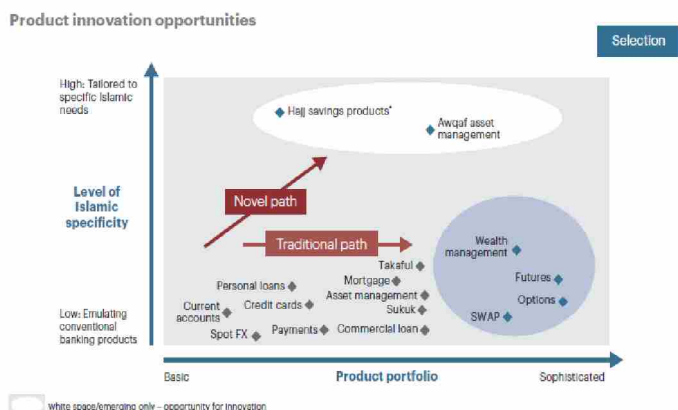 Product innovation opportunities
Selection
High: Tailored to
specific Islamic
needs
Hajj savings products*
Awqaf asset
management
Novel path
Level of
Islamic
specificity
Traditional path
Wealth
management
Takaful
Mortgage
Futures
Personal loans
Asset management
Options
Current
accounts
Credit cards
Sukuk
SWAP
Low: Emulating
conventional
banking products
Spot FX
Payments
Commercial loan
Basic
Product portfolio
Sophisticated
White space/emerging only – opportunity for innovation